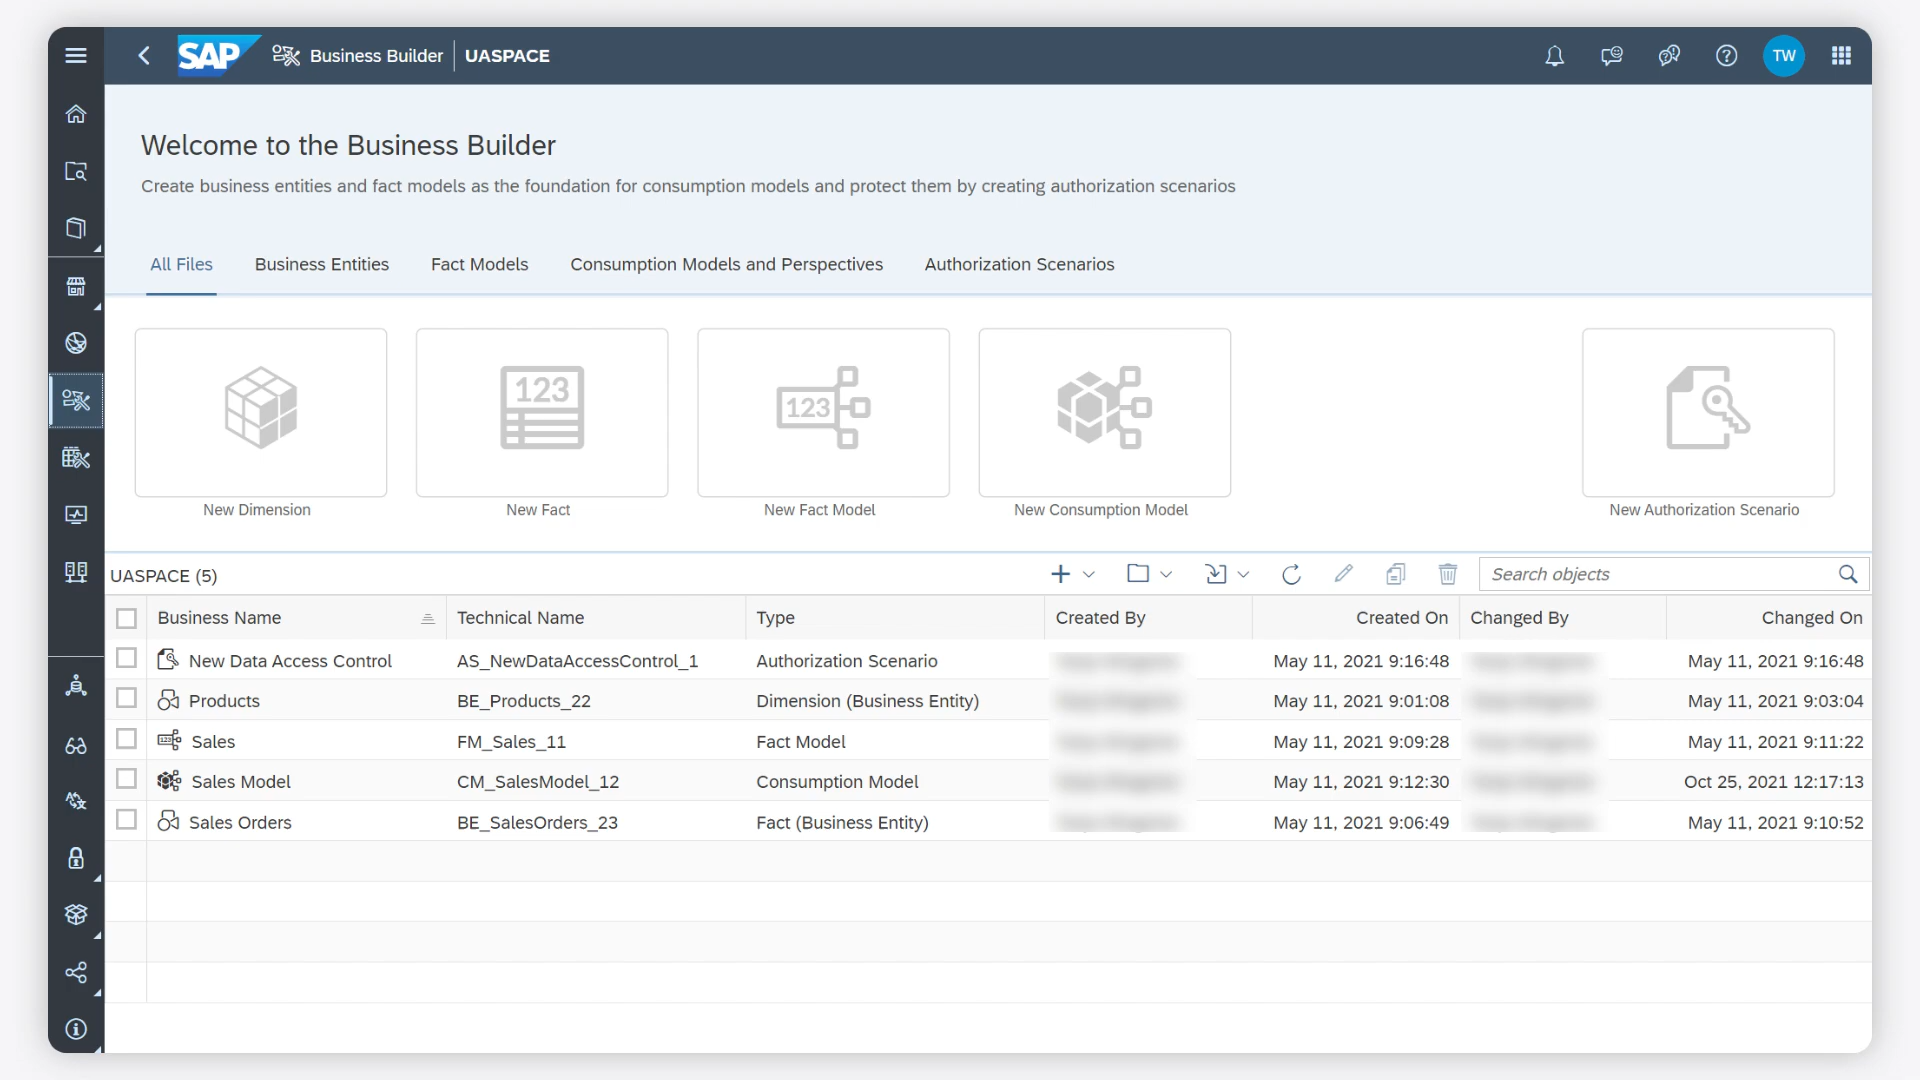 SAP Business Builder UASPACE TW
Welcome to the Business Builder
Create business entities and fact models as the foundation for consumption models and protect them by creating authorization scenarios
All Files Business Entities Fact Models Consumption Models and Perspectives Authorization Scenarios
123 123
New Dimension New Fact New Fact Model New Consumption Model New Authorization Scenario
UASPACE (5) Search objects
Business Name Technical Name Type Created By Created On Changed By Changed On
New Data Access Control AS_NewDataAccessControl_1 Authorization Scenario May 11, 2021 9:16:48 May 11, 2021 9:16:48
Products BE_Products_22 Dimension (Business Entity) May 11, 2021 9:01:08 May 11, 2021 9:03:04
Sales FM_Sales_11 Fact Model May 11, 2021 9:09:28 May 11, 2021 9:11:22
Sales Model CM_SalesModel_12 Consumption Model May 11, 2021 9:12:30 Oct 25, 2021 12:17:13
Sales Orders BE_SalesOrders_23 Fact (Business Entity) May 11, 2021 9:06:49 May 11, 2021 9:10:52